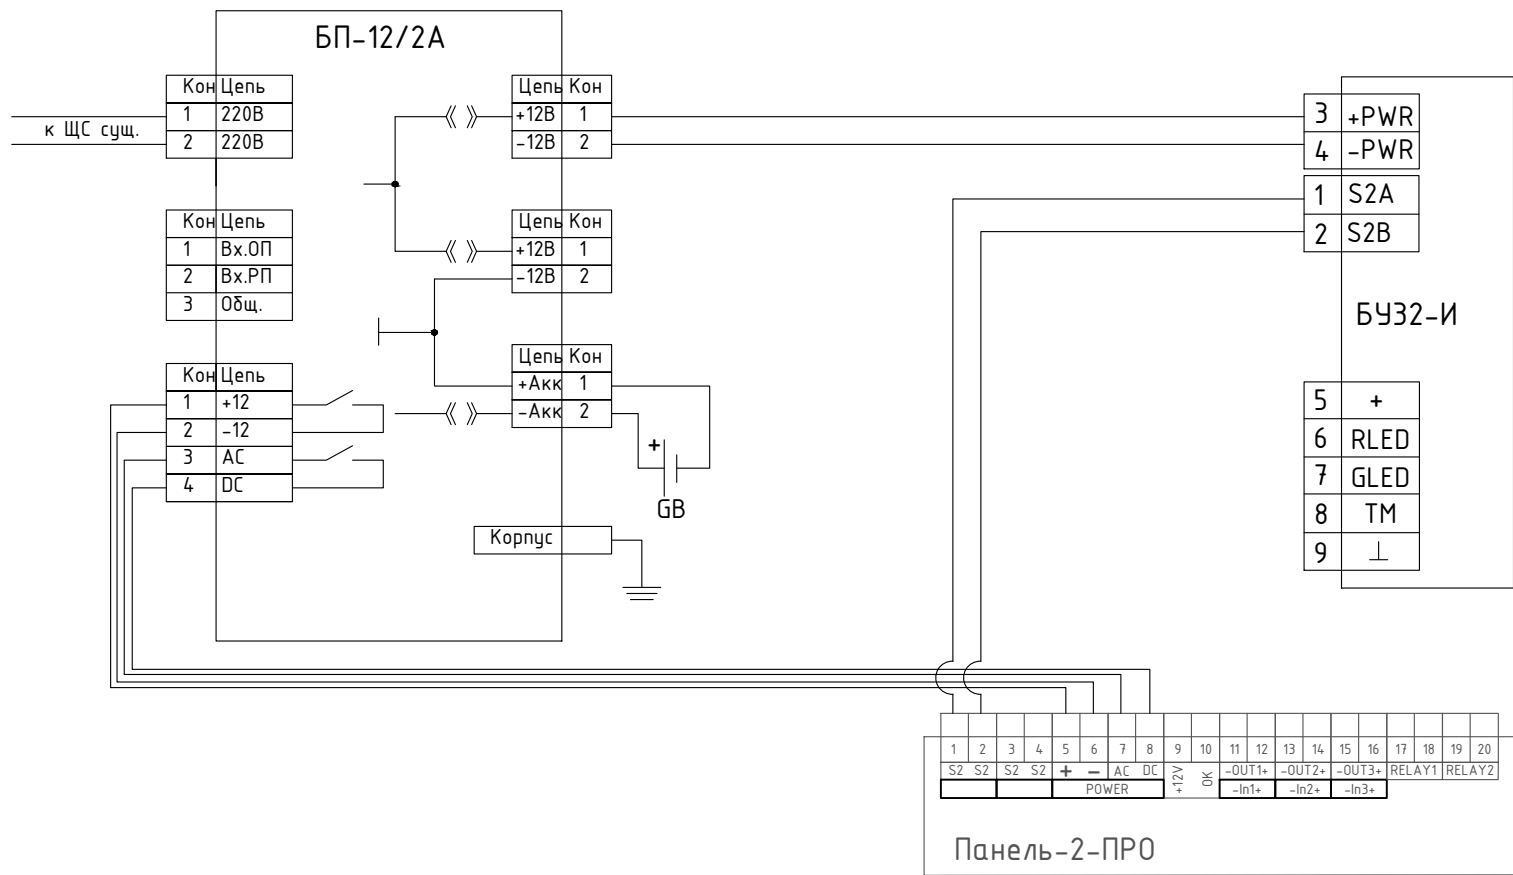 БП-12/2А
Кон Цепь
1 220В
2 220В
к ЩС сущ.
Цепь Кон
+12В 1
-12В 2
3 +PWR
4 -PWR
1 S2A
2 S2B
Кон Цепь
1 Вх.ОП
2 Вх.РП
3 Общ.
Цепь Кон
+12В 1
-12В 2
БУ32-И
Цепь Кон
+Акк 1
-Акк 2
Кон Цепь
1 +12
2 -12
3 АС
4 DC
+
GB
5 +
6 RLED
7 GLED
8 TM
9 ⊥
Корпус
1 2 3 4 5 6 7 8 9 10 11 12 13 14 15 16 17 18 19 20
S2 S2 S2 S2 + - AC DC +12V OK -OUT1+ -OUT2+ -OUT3+ RELAY1 RELAY2
POWER -In1+ -In2+ -In3+
Панель-2-ПРО